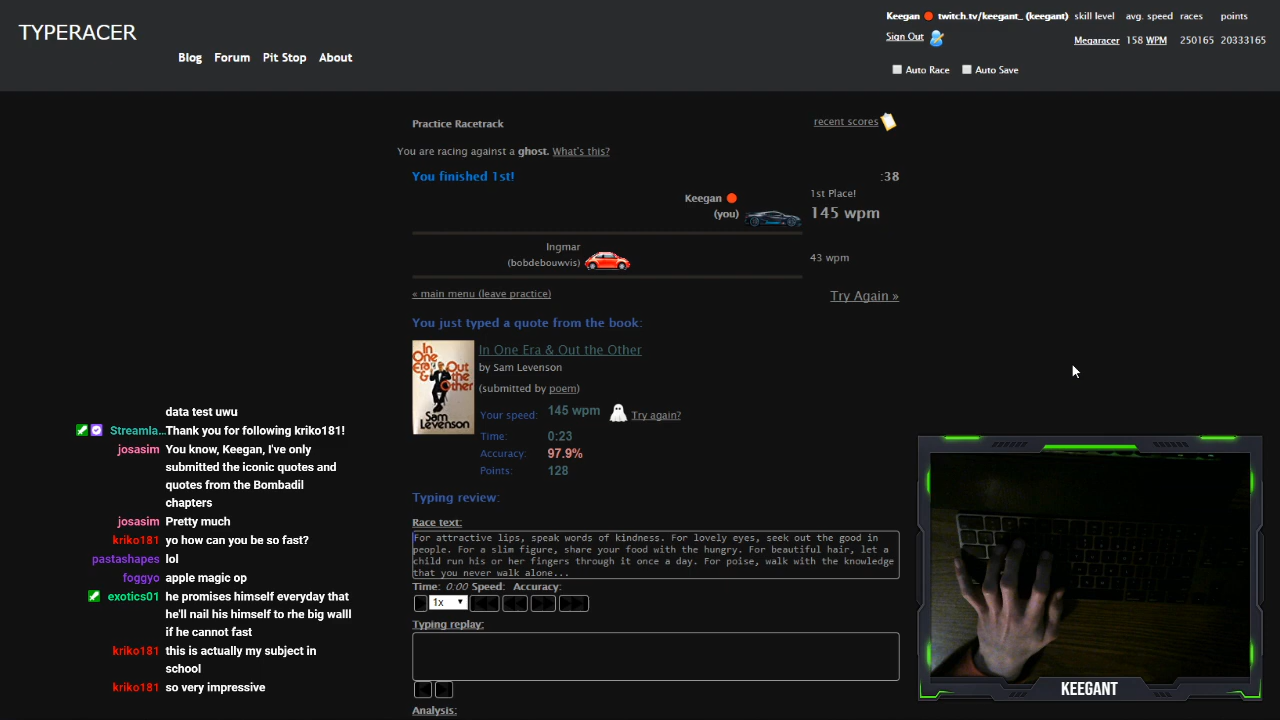 TYPERACER
Blog Forum Pit Stop About
Keegan twitch.tv/keegant_ (keegant) skill level avg. speed races points
Sign Out Megaracer 158 WPM 250165 20333165
Auto Race Auto Save
Practice Racetrack
recent scores
You are racing against a ghost. What's this?
You finished 1st!
:38
Keegan
(you)
1st Place!
145 wpm
Ingmar
(bobdebouwvis)
43 wpm
« main menu (leave practice)
Try Again »
You just typed a quote from the book:
In One Era & Out the Other
Sam Levenson
In One Era & Out the Other
by Sam Levenson
(submitted by poem)
Your speed: 145 wpm Try again?
Time: 0:23
Accuracy: 97.9%
Points: 128
Typing review:
Race text:
For attractive lips, speak words of kindness. For lovely eyes, seek out the good in
people. For a slim figure, share your food with the hungry. For beautiful hair, let a
child run his or her fingers through it once a day. For poise, walk with the knowledge
that you never walk alone...
Time: 0:00 Speed: Accuracy:
1x
Typing replay:
Analysis:
data test uwu
Streamla... Thank you for following kriko181!
josasim You know, Keegan, I've only
submitted the iconic quotes and
quotes from the Bombadil
chapters
josasim Pretty much
kriko181 yo how can you be so fast?
pastashapes lol
foggyo apple magic op
exotics01 he promises himself everyday that
he'll nail his himself to rhe big walll
if he cannot fast
kriko181 this is actually my subject in
school
kriko181 so very impressive
KEEGANT